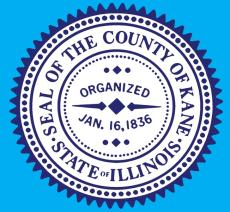 SEAL OF THE COUNTY OF KANE
STATE OF ILLINOIS
ORGANIZED
JAN. 16, 1836